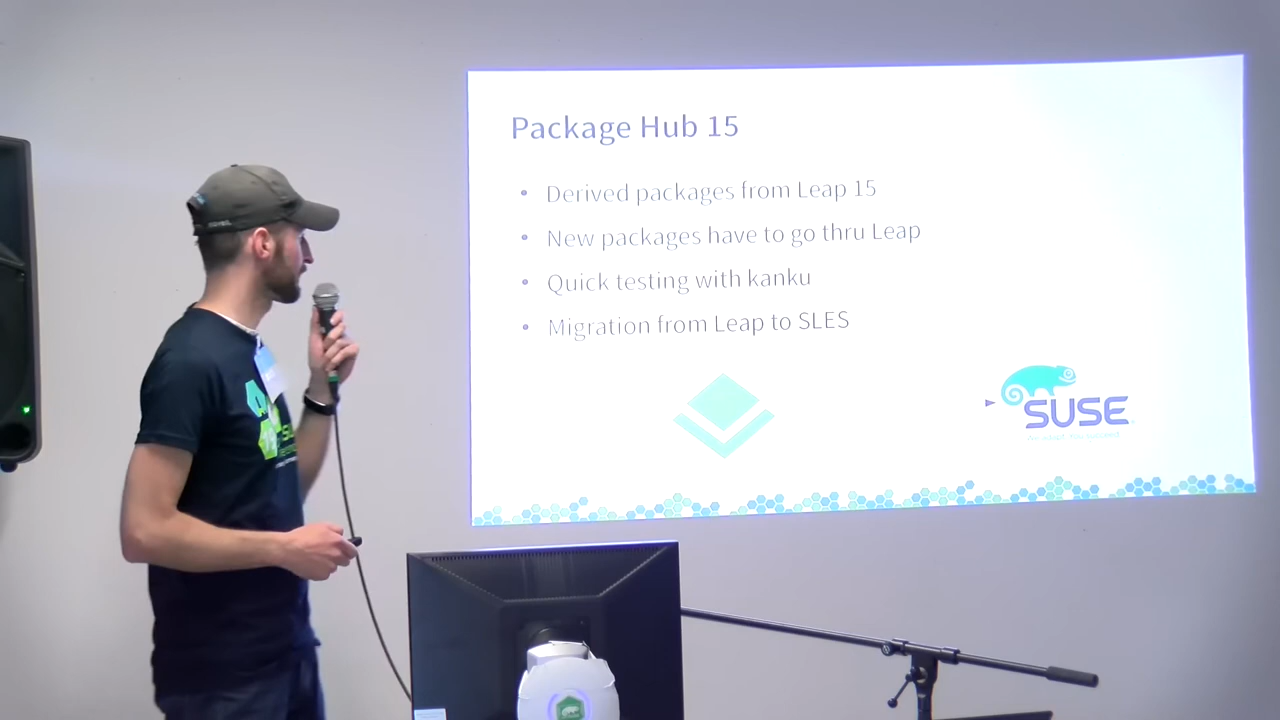 Package Hub 15
• Derived packages from Leap 15
• New packages have to go thru Leap
• Quick testing with kanku
• Migration from Leap to SLES
SUSE